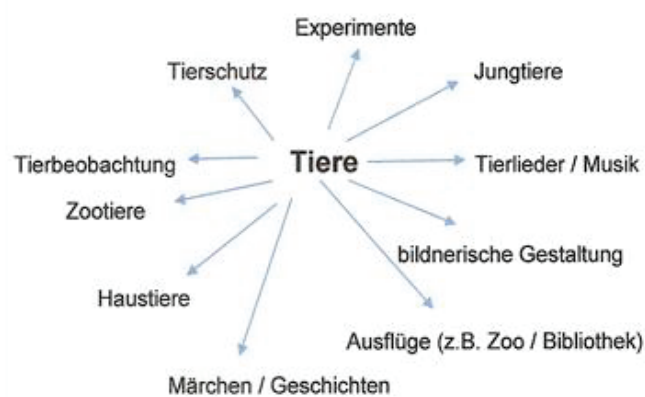 Experimente
Tierschutz
Jungtiere
Tiere
Tierbeobachtung
Tierlieder / Musik
Zootiere
bildnerische Gestaltung
Haustiere
Ausflüge (z.B. Zoo / Bibliothek)
Märchen / Geschichten